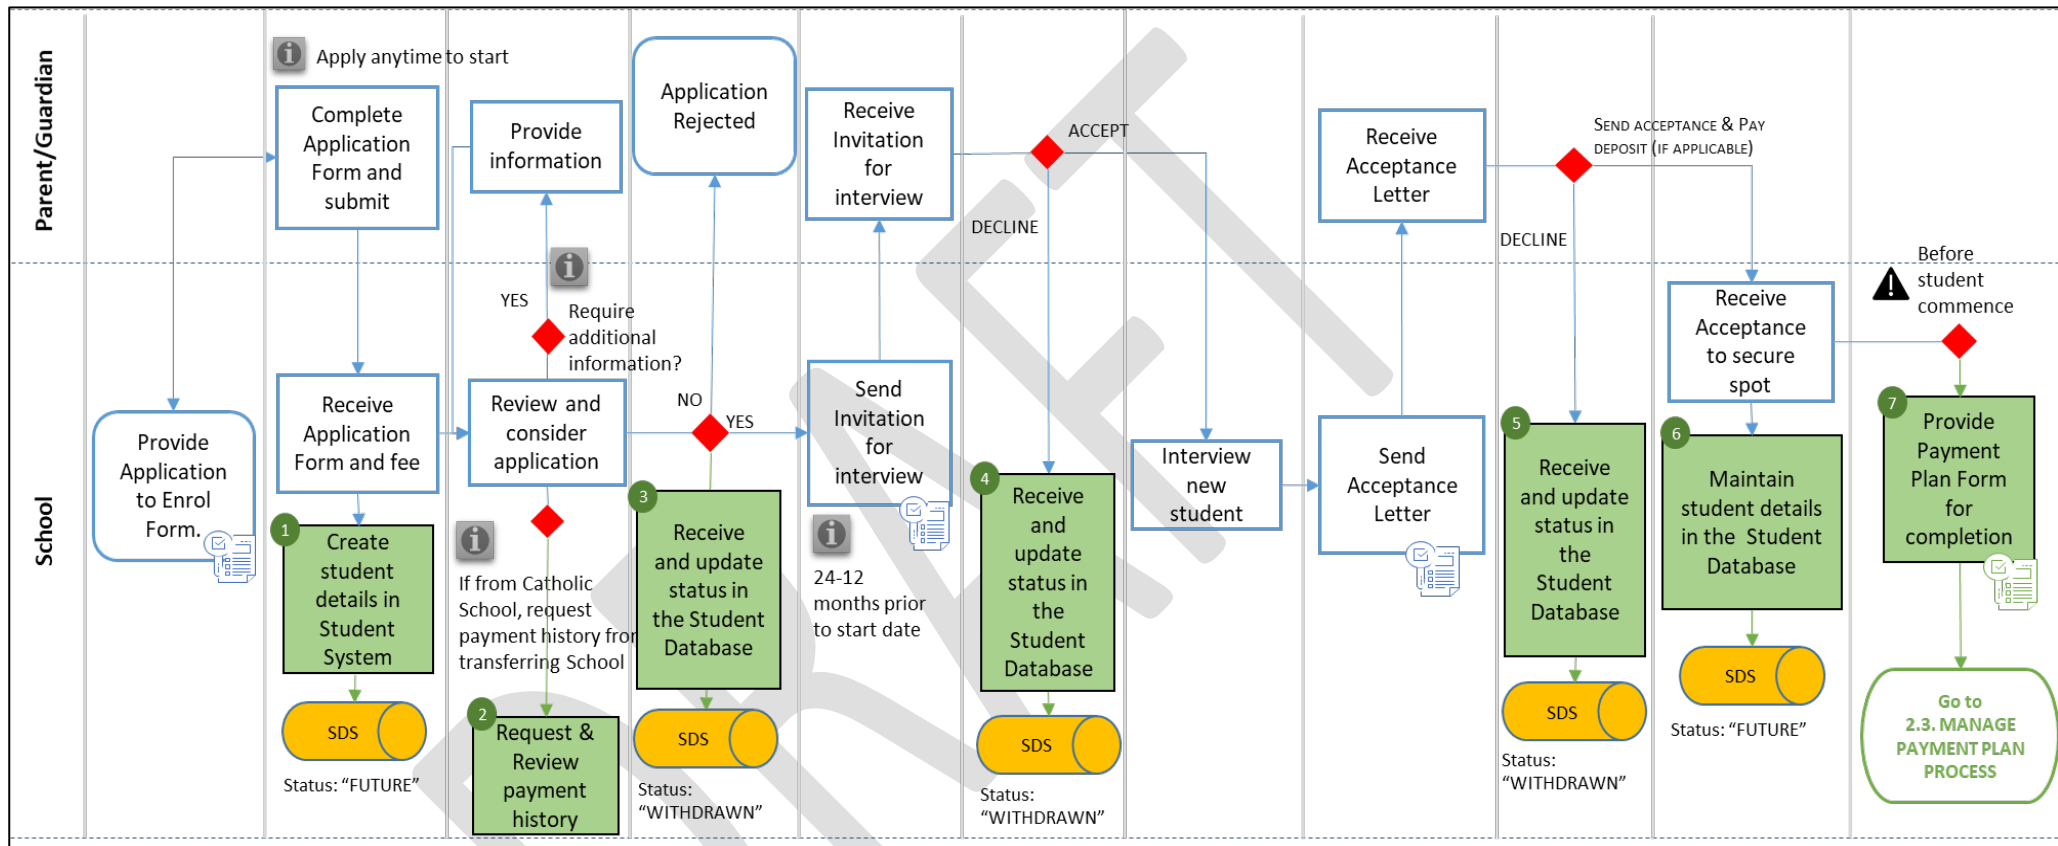 Parent/Guardian
Apply anytime to start
Complete
Application
Form and
submit
Provide
information
Application
Rejected
Receive
Invitation
for
interview
ACCEPT
DECLINE
Receive
Acceptance
Letter
SEND ACCEPTANCE & PAY
DEPOSIT (IF APPLICABLE)
DECLINE
School
Provide
Application
to Enrol
Form.
Receive
Application
Form and fee
1
Create
student
details in
Student
System
SDS
Status: “FUTURE”
YES
Require
additional
information?
Review and
consider
application
If from Catholic
School, request
payment history from
transferring School
2
Request &
Review
payment
history
NO
YES
3
Receive
and update
status in
the Student
Database
SDS
Status:
“WITHDRAWN”
Send
Invitation
for
interview
24-12
months prior
to start date
4
Receive
and
update
status in
the
Student
Database
SDS
Status:
“WITHDRAWN”
Interview
new
student
Send
Acceptance
Letter
5
Receive
and update
status in
the
Student
Database
SDS
Status:
“WITHDRAWN”
Receive
Acceptance
to secure
spot
6
Maintain
student details
in the Student
Database
SDS
Status: “FUTURE”
Before
student
commence
7
Provide
Payment
Plan Form
for
completion
Go to
2.3. MANAGE
PAYMENT PLAN
PROCESS
DRAFT